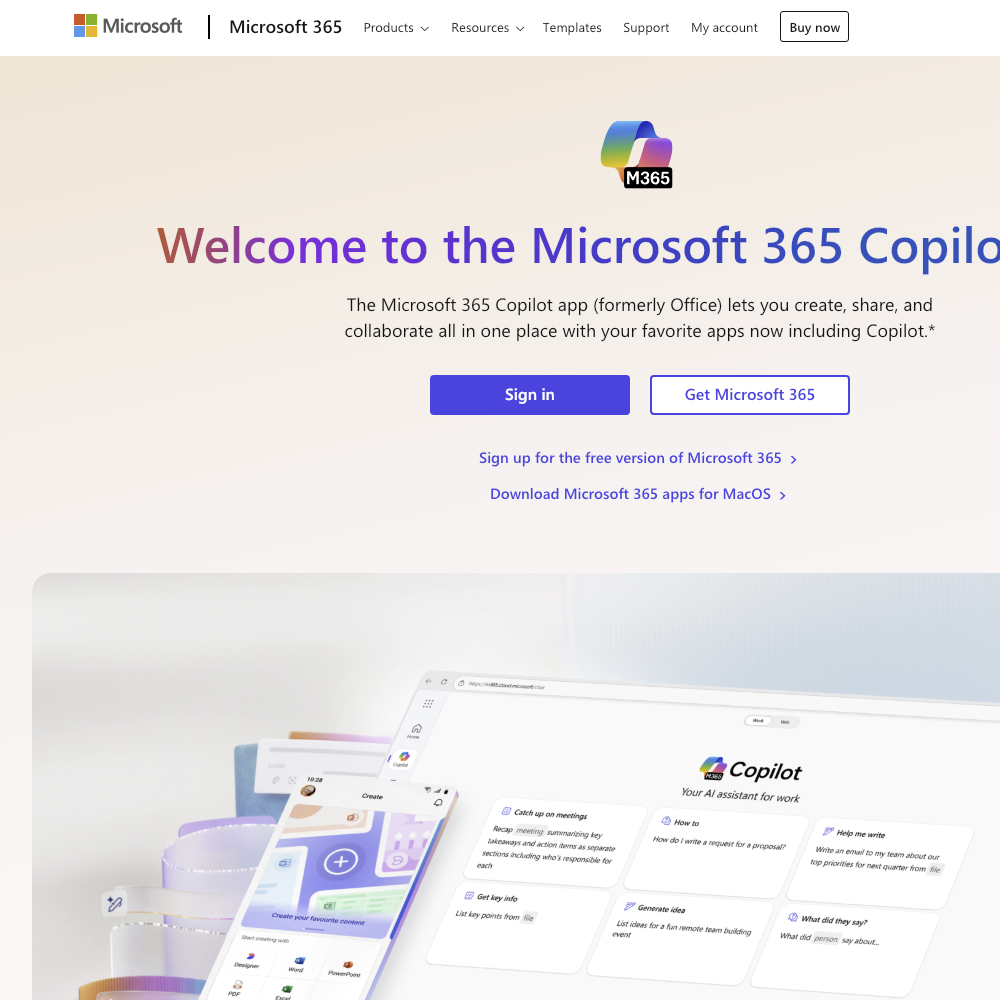 Microsoft
Microsoft 365
Products
Resources
Templates
Support
My account
Buy now
M365
Welcome to the Microsoft 365 Copilo
The Microsoft 365 Copilot app (formerly Office) lets you create, share, and
collaborate all in one place with your favorite apps now including Copilot.*
Sign in
Get Microsoft 365
Sign up for the free version of Microsoft 365
Download Microsoft 365 apps for MacOS
https://m365.cloud.microsoft/chat
Work
Web
Home
Copilot
M365
Copilot
Your AI assistant for work
Catch up on meetings
Recap meeting summarizing key
takeaways and action items as separate
sections including who's responsible for
each
How to
How do I write a request for a proposal?
Help me write
Write an email to my team about our
top priorities for next quarter from file
Get key info
List key points from file
Generate idea
List ideas for a fun remote team building
event
What did they say?
What did person say about...
10:28
Create
Create your favourite content
Start creating with
Designer
Word
PowerPoint
PDF
Excel